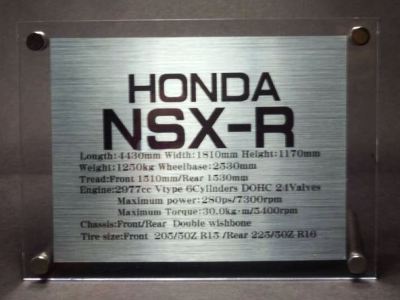 HONDA
NSX-R
Length:4430mm Width:1810mm Height:1170mm
Weight:1250kg Wheelbase:2530mm
Tread:Front 1510mm/Rear 1530mm
Engine:2977cc Vtype 6Cylinders DOHC 24Valves
Maximum power:280ps/7300rpm
Maximum Torque:30.0kg·m/5400rpm
Chassis:Front/Rear Double wishbone
Tire size:Front 205/50Z R15 /Rear 225/50Z R16